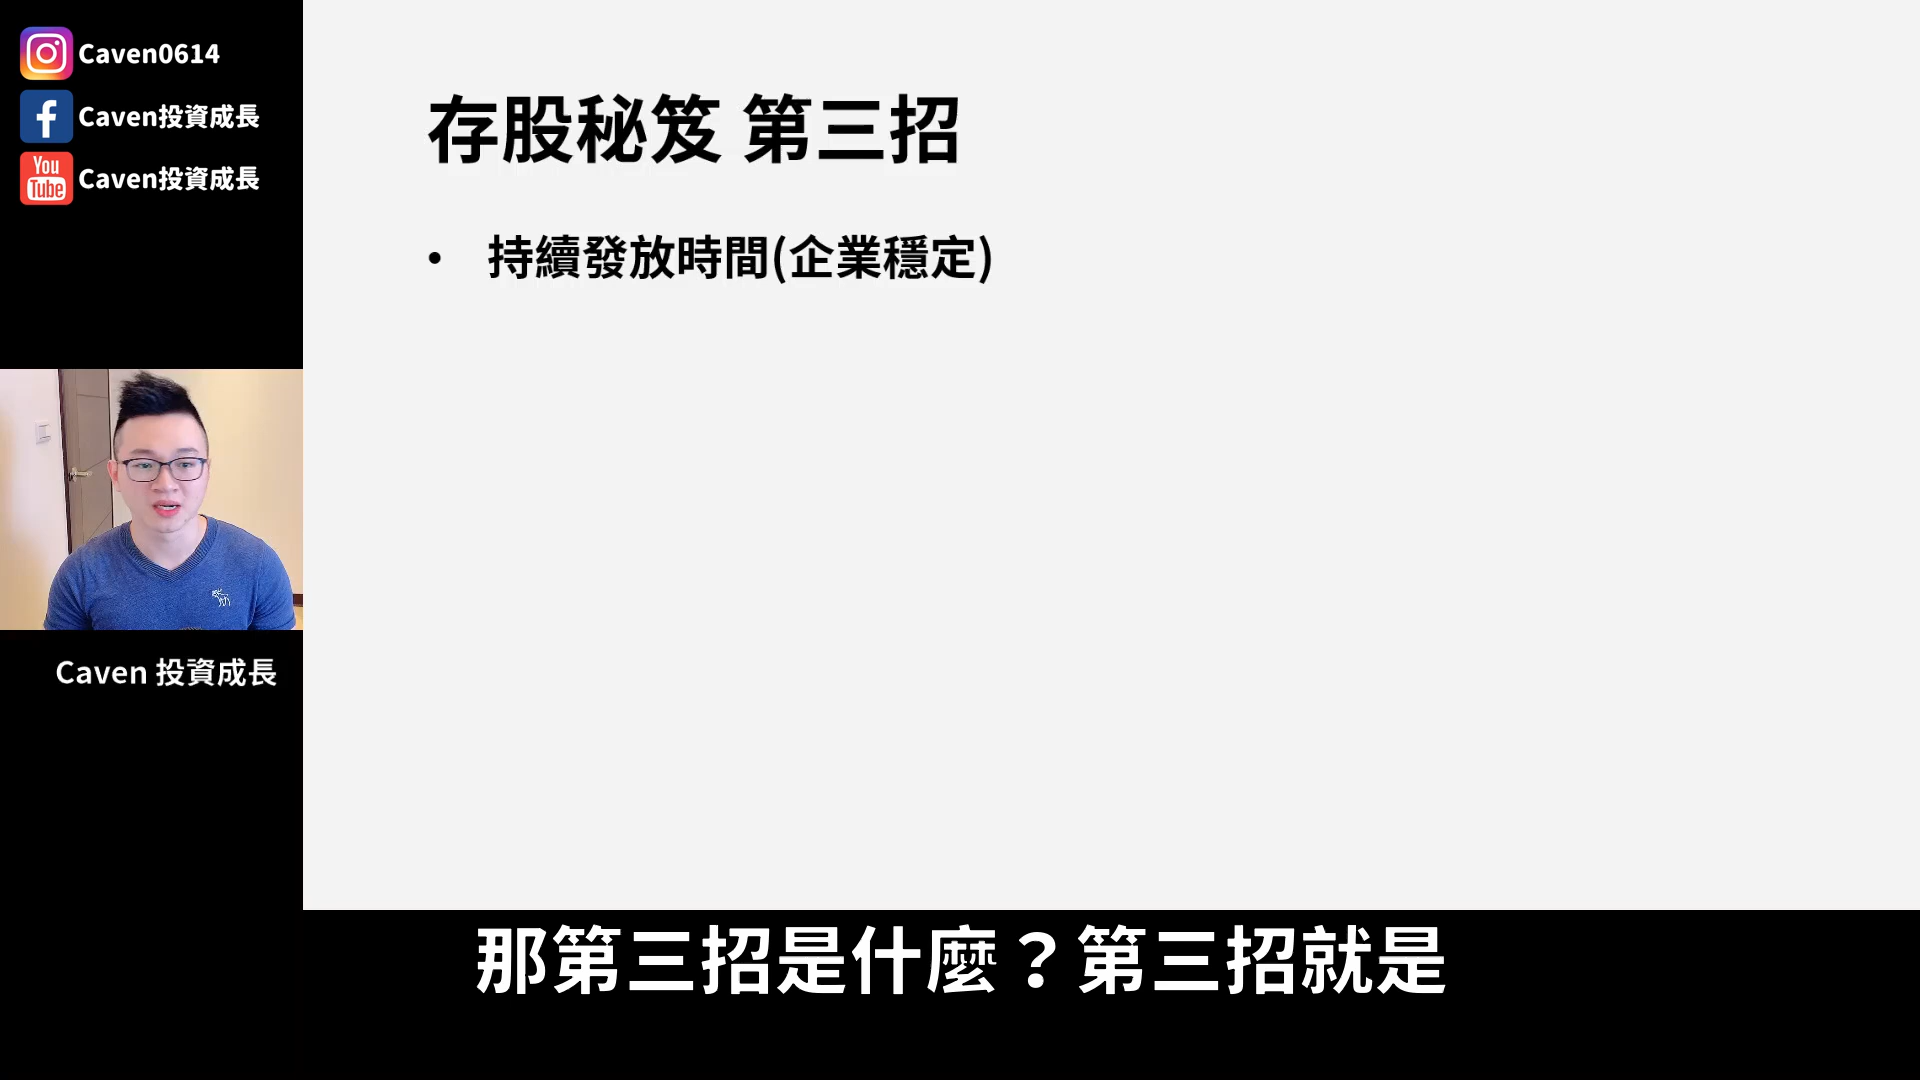 Caven0614
Caven投資成長
You
Tube
Caven投資成長
存股秘笈 第三招
• 持續發放時間(企業穩定)
Caven 投資成長
那第三招是什麼？第三招就是